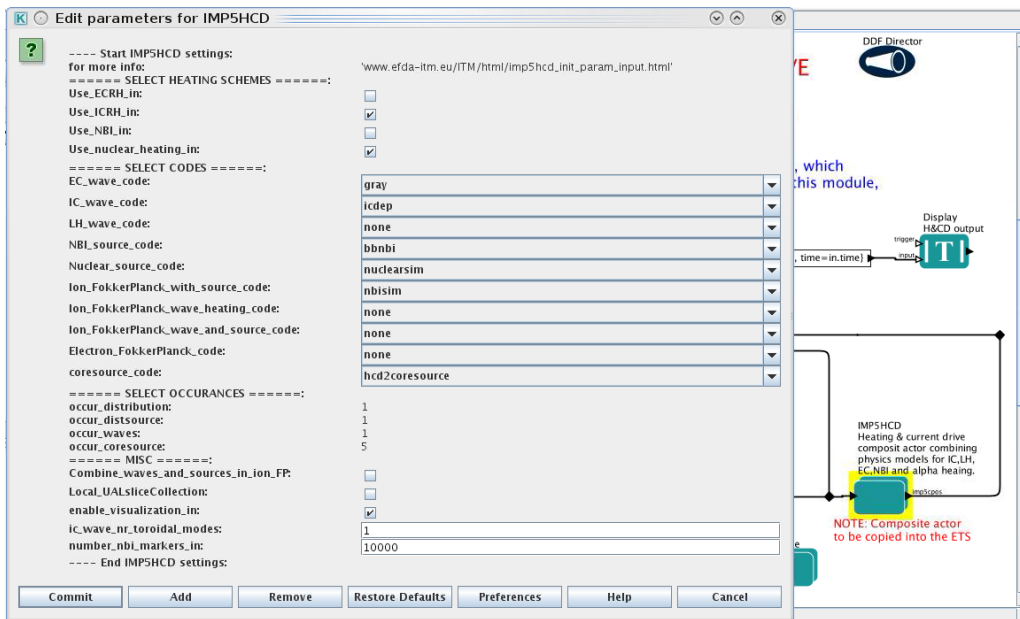 Edit parameters for IMP5HCD
---- Start IMP5HCD settings:
for more info: 'www.efda-itm.eu/ITM/html/imp5hcd_init_param_input.html'
====== SELECT HEATING SCHEMES ======:
Use_ECRH_in:
Use_ICRH_in:
Use_NBI_in:
Use_nuclear_heating_in:
====== SELECT CODES ======:
EC_wave_code: gray
IC_wave_code: icdep
LH_wave_code: none
NBI_source_code: bbnbi
Nuclear_source_code: nuclearsim
Ion_FokkerPlanck_with_source_code: nbisim
Ion_FokkerPlanck_wave_heating_code: none
Ion_FokkerPlanck_wave_and_source_code: none
Electron_FokkerPlanck_code: none
coresource_code: hcd2coresource
====== SELECT OCCURANCES ======:
occur_distribution: 1
occur_distsource: 1
occur_waves: 1
occur_coresource: 5
====== MISC ======:
Combine_waves_and_sources_in_ion_FP:
Local_UALsliceCollection:
enable_visualization_in:
ic_wave_nr_toroidal_modes: 1
number_nbi_markers_in: 10000
---- End IMP5HCD settings:
Commit Add Remove Restore Defaults Preferences Help Cancel
DDF Director
, which
this module,
Display
H&CD output
trigger
input
T
, time=in.time}
IMP5HCD
Heating & current drive
composit actor combining
physics models for IC,LH,
EC,NBI and alpha heaing.
imp5cpos
NOTE: Composite actor
to be copied into the ETS